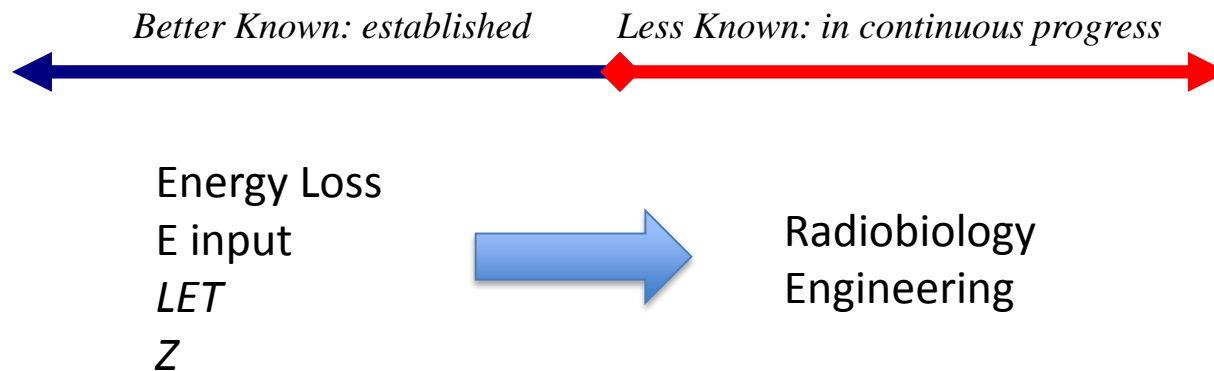 Better Known: established
Less Known: in continuous progress
Energy Loss
E input
LET
Z
Radiobiology
Engineering